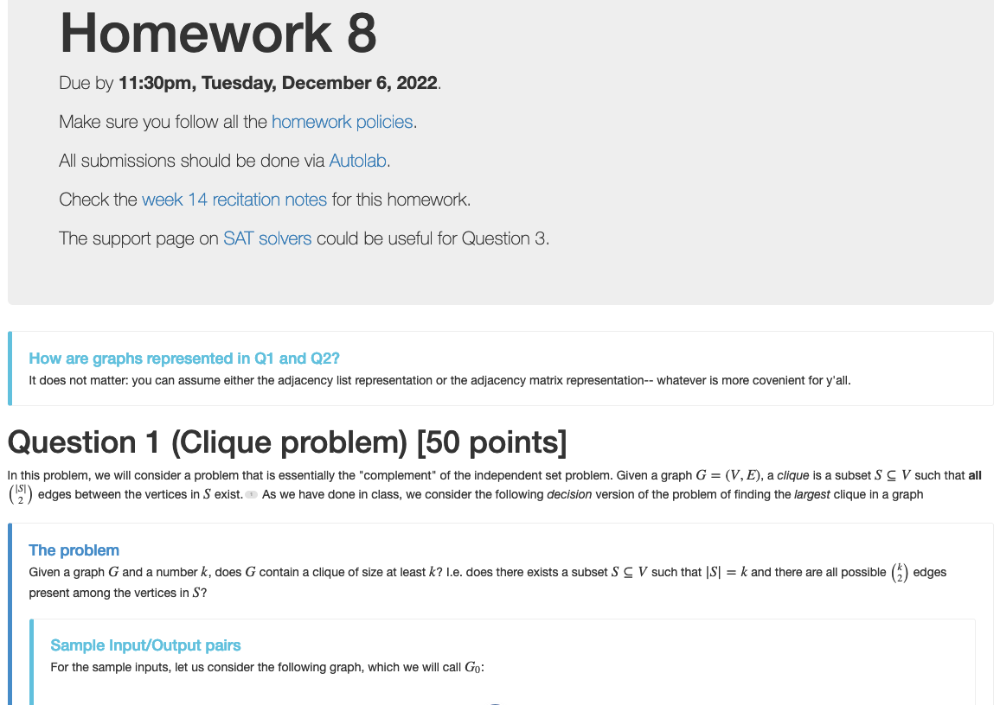 Homework 8
Due by 11:30pm, Tuesday, December 6, 2022.
Make sure you follow all the homework policies.
All submissions should be done via Autolab.
Check the week 14 recitation notes for this homework.
The support page on SAT solvers could be useful for Question 3.
How are graphs represented in Q1 and Q2?
It does not matter: you can assume either the adjacency list representation or the adjacency matrix representation-- whatever is more covenient for y'all.
Question 1 (Clique problem) [50 points]
In this problem, we will consider a problem that is essentially the "complement" of the independent set problem. Given a graph G = (V, E), a clique is a subset S ⊆ V such that all
(|S| 2) edges between the vertices in S exist. As we have done in class, we consider the following decision version of the problem of finding the largest clique in a graph
The problem
Given a graph G and a number k, does G contain a clique of size at least k? I.e. does there exists a subset S ⊆ V such that |S| = k and there are all possible (k 2) edges
present among the vertices in S?
Sample Input/Output pairs
For the sample inputs, let us consider the following graph, which we will call G₀: